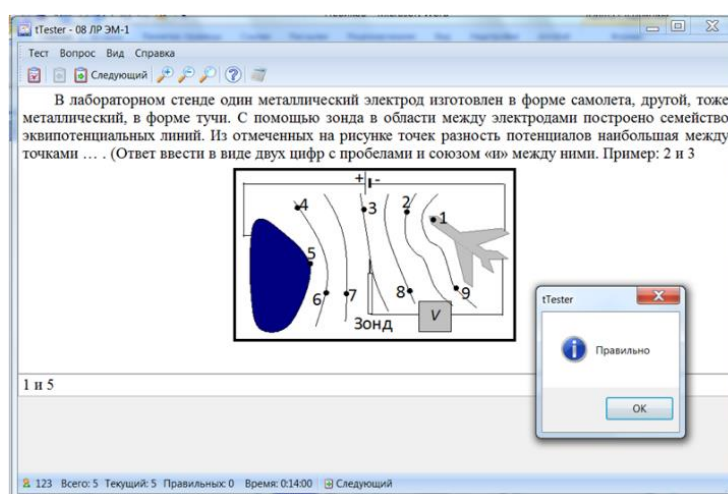 tTester - 08 ЛР ЭМ-1
Тест Вопрос Вид Справка
Следующий
В лабораторном стенде один металлический электрод изготовлен в форме самолета, другой, тоже
металлический, в форме тучи. С помощью зонда в области между электродами построено семейство
эквипотенциальных линий. Из отмеченных на рисунке точек разность потенциалов наибольшая между
точками … . (Ответ ввести в виде двух цифр с пробелами и союзом «и» между ними. Пример: 2 и 3
+ -
4
3
2
1
5
6
7
8
9
Зонд
V
tTester
Правильно
OK
1 и 5
123 Всего: 5 Текущий: 5 Правильных: 0 Время: 0:14:00 Следующий